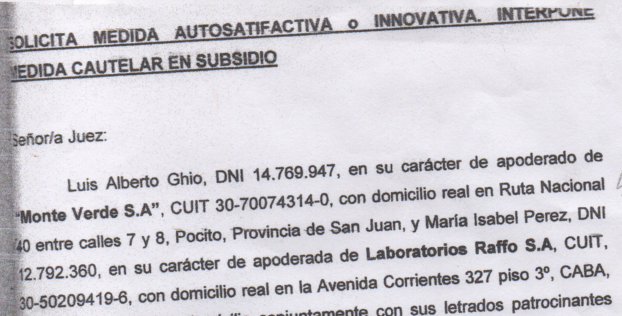 SOLICITA MEDIDA AUTOSATIFACTIVA o INNOVATIVA. INTERPONE
MEDIDA CAUTELAR EN SUBSIDIO
Señor/a Juez:
Luis Alberto Ghio, DNI 14.769.947, en su carácter de apoderado de
"Monte Verde S.A", CUIT 30-70074314-0, con domicilio real en Ruta Nacional
40 entre calles 7 y 8, Pocito, Provincia de San Juan, y María Isabel Perez, DNI
12.792.360, en su carácter de apoderada de Laboratorios Raffo S.A, CUIT,
30-50209419-6, con domicilio real en la Avenida Corrientes 327 piso 3º, CABA,
conjuntamente con sus letrados patrocinantes